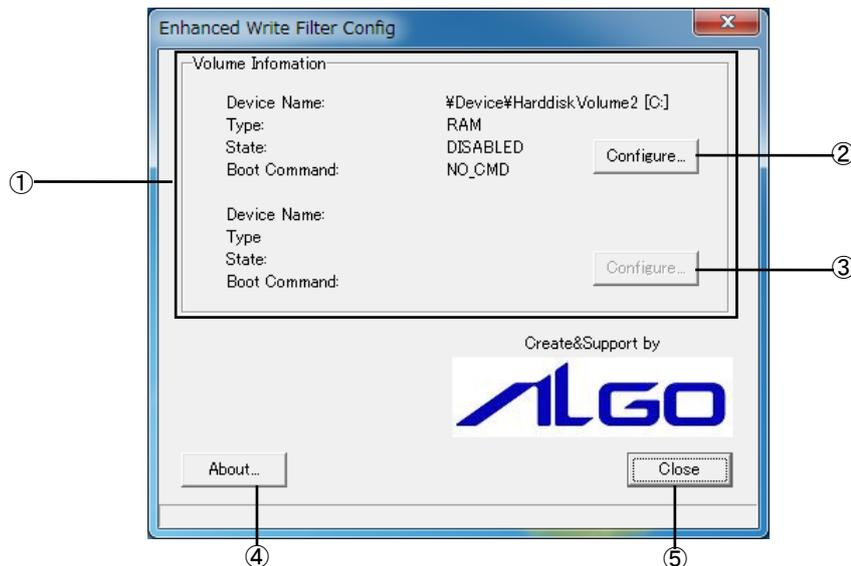 Enhanced Write Filter Config
Volume Infomation
Device Name: ¥Device¥HarddiskVolume2 [C:]
Type: RAM
State: DISABLED
Boot Command: NO_CMD
Configure...
②
①
Device Name:
Type
State:
Boot Command:
Configure...
③
Create&Support by
ALGO
About...
Close
④
⑤